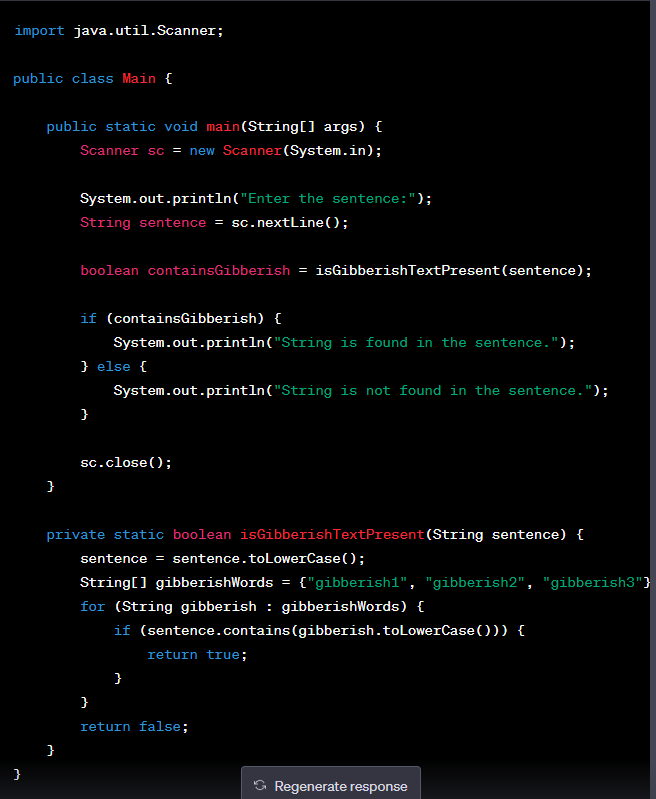 import java.util.Scanner;
public class Main {
public static void main(String[] args) {
Scanner sc = new Scanner(System.in);
System.out.println("Enter the sentence:");
String sentence = sc.nextLine();
boolean containsGibberish = isGibberishTextPresent(sentence);
if (containsGibberish) {
System.out.println("String is found in the sentence.");
} else {
System.out.println("String is not found in the sentence.");
}
sc.close();
}
private static boolean isGibberishTextPresent(String sentence) {
sentence = sentence.toLowerCase();
String[] gibberishWords = {"gibberish1", "gibberish2", "gibberish3"}
for (String gibberish : gibberishWords) {
if (sentence.contains(gibberish.toLowerCase())) {
return true;
}
}
return false;
}
}
Regenerate response